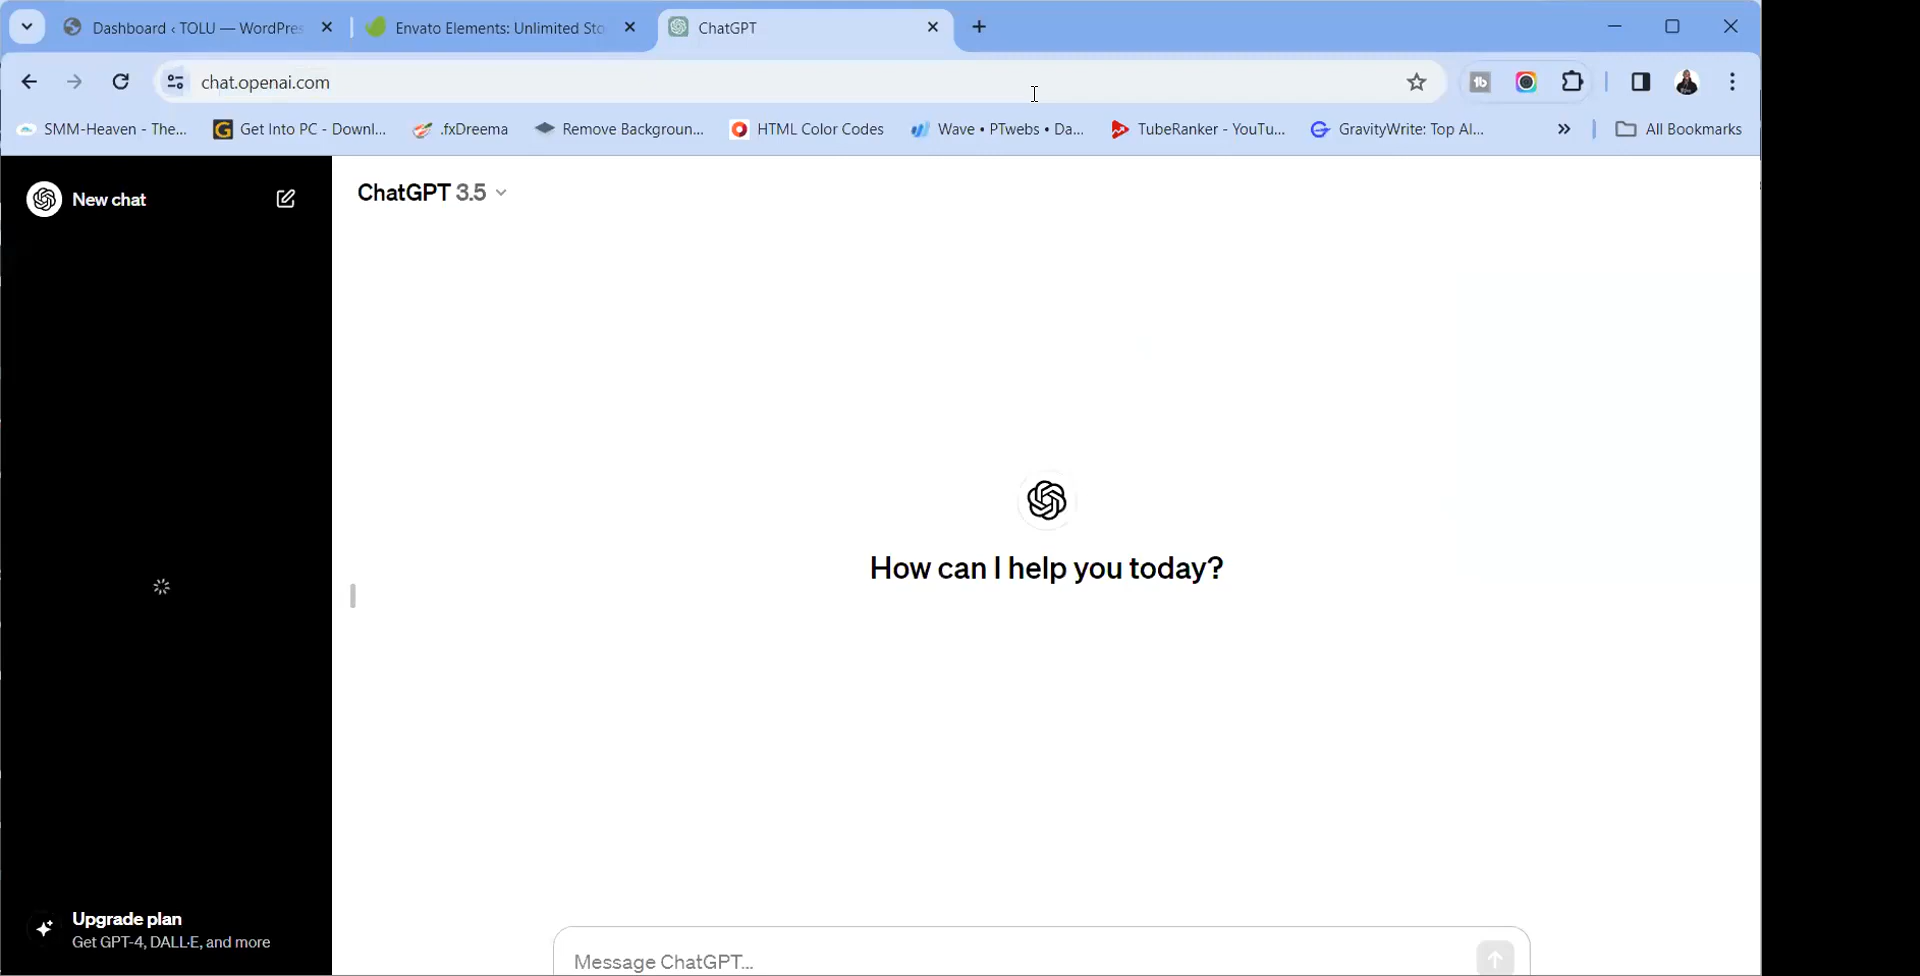 Dashboard ‹ TOLU — WordPres
Envato Elements: Unlimited Sto
ChatGPT
chat.openai.com
tb
SMM-Heaven - The...
Get Into PC - Downl...
.fxDreema
Remove Backgroun...
HTML Color Codes
Wave • PTwebs • Da...
TubeRanker - YouTu...
GravityWrite: Top AI...
All Bookmarks
New chat
ChatGPT 3.5
How can I help you today?
Upgrade plan
Get GPT-4, DALL·E, and more
Message ChatGPT...